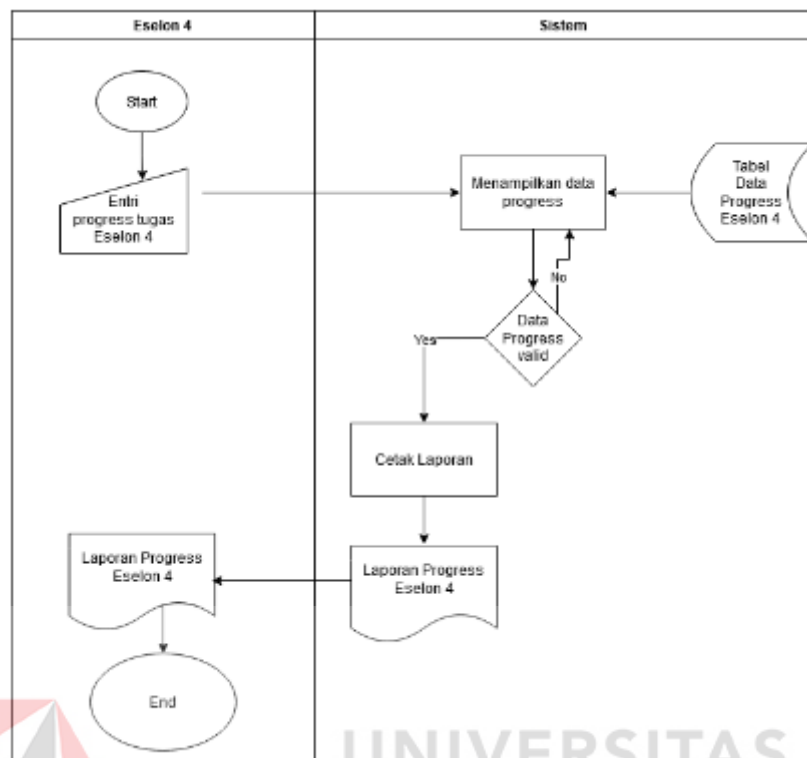 Eselon 4
Sistem
Start
Entri
progress tugas
Eselon 4
Menampilkan data
progress
Tabel
Data
Progress
Eselon 4
No
Data
Progress
valid
Yes
Cetak Laporan
Laporan Progress
Eselon 4
Laporan Progress
Eselon 4
End
UNIVERSITAS